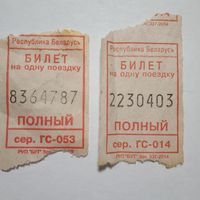 Республика Беларусь
БИЛЕТ
на одну поездку
8364787
ПОЛНЫЙ
сер. ГС-053
Республика Беларусь
БИЛЕТ
на одну поездку
2230403
ПОЛНЫЙ
сер. ГС-014